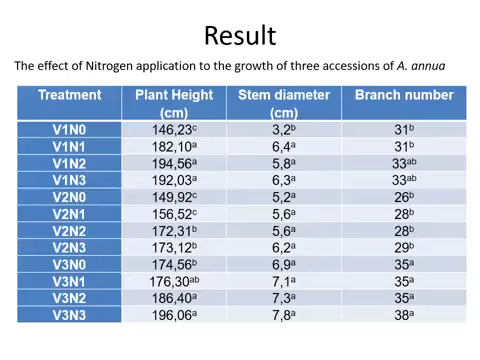 Result
The effect of Nitrogen application to the growth of three accessions of A. annua
Treatment Plant Height (cm) Stem diameter (cm) Branch number
V1N0 146,23c 3,2b 31b
V1N1 182,10a 6,4a 31b
V1N2 194,56a 5,8a 33ab
V1N3 192,03a 6,3a 33ab
V2N0 149,92c 5,2a 26b
V2N1 156,52c 5,6a 28b
V2N2 172,31b 5,6a 28b
V2N3 173,12b 6,2a 29b
V3N0 174,56b 6,9a 35a
V3N1 176,30ab 7,1a 35a
V3N2 186,40a 7,3a 35a
V3N3 196,06a 7,8a 38a